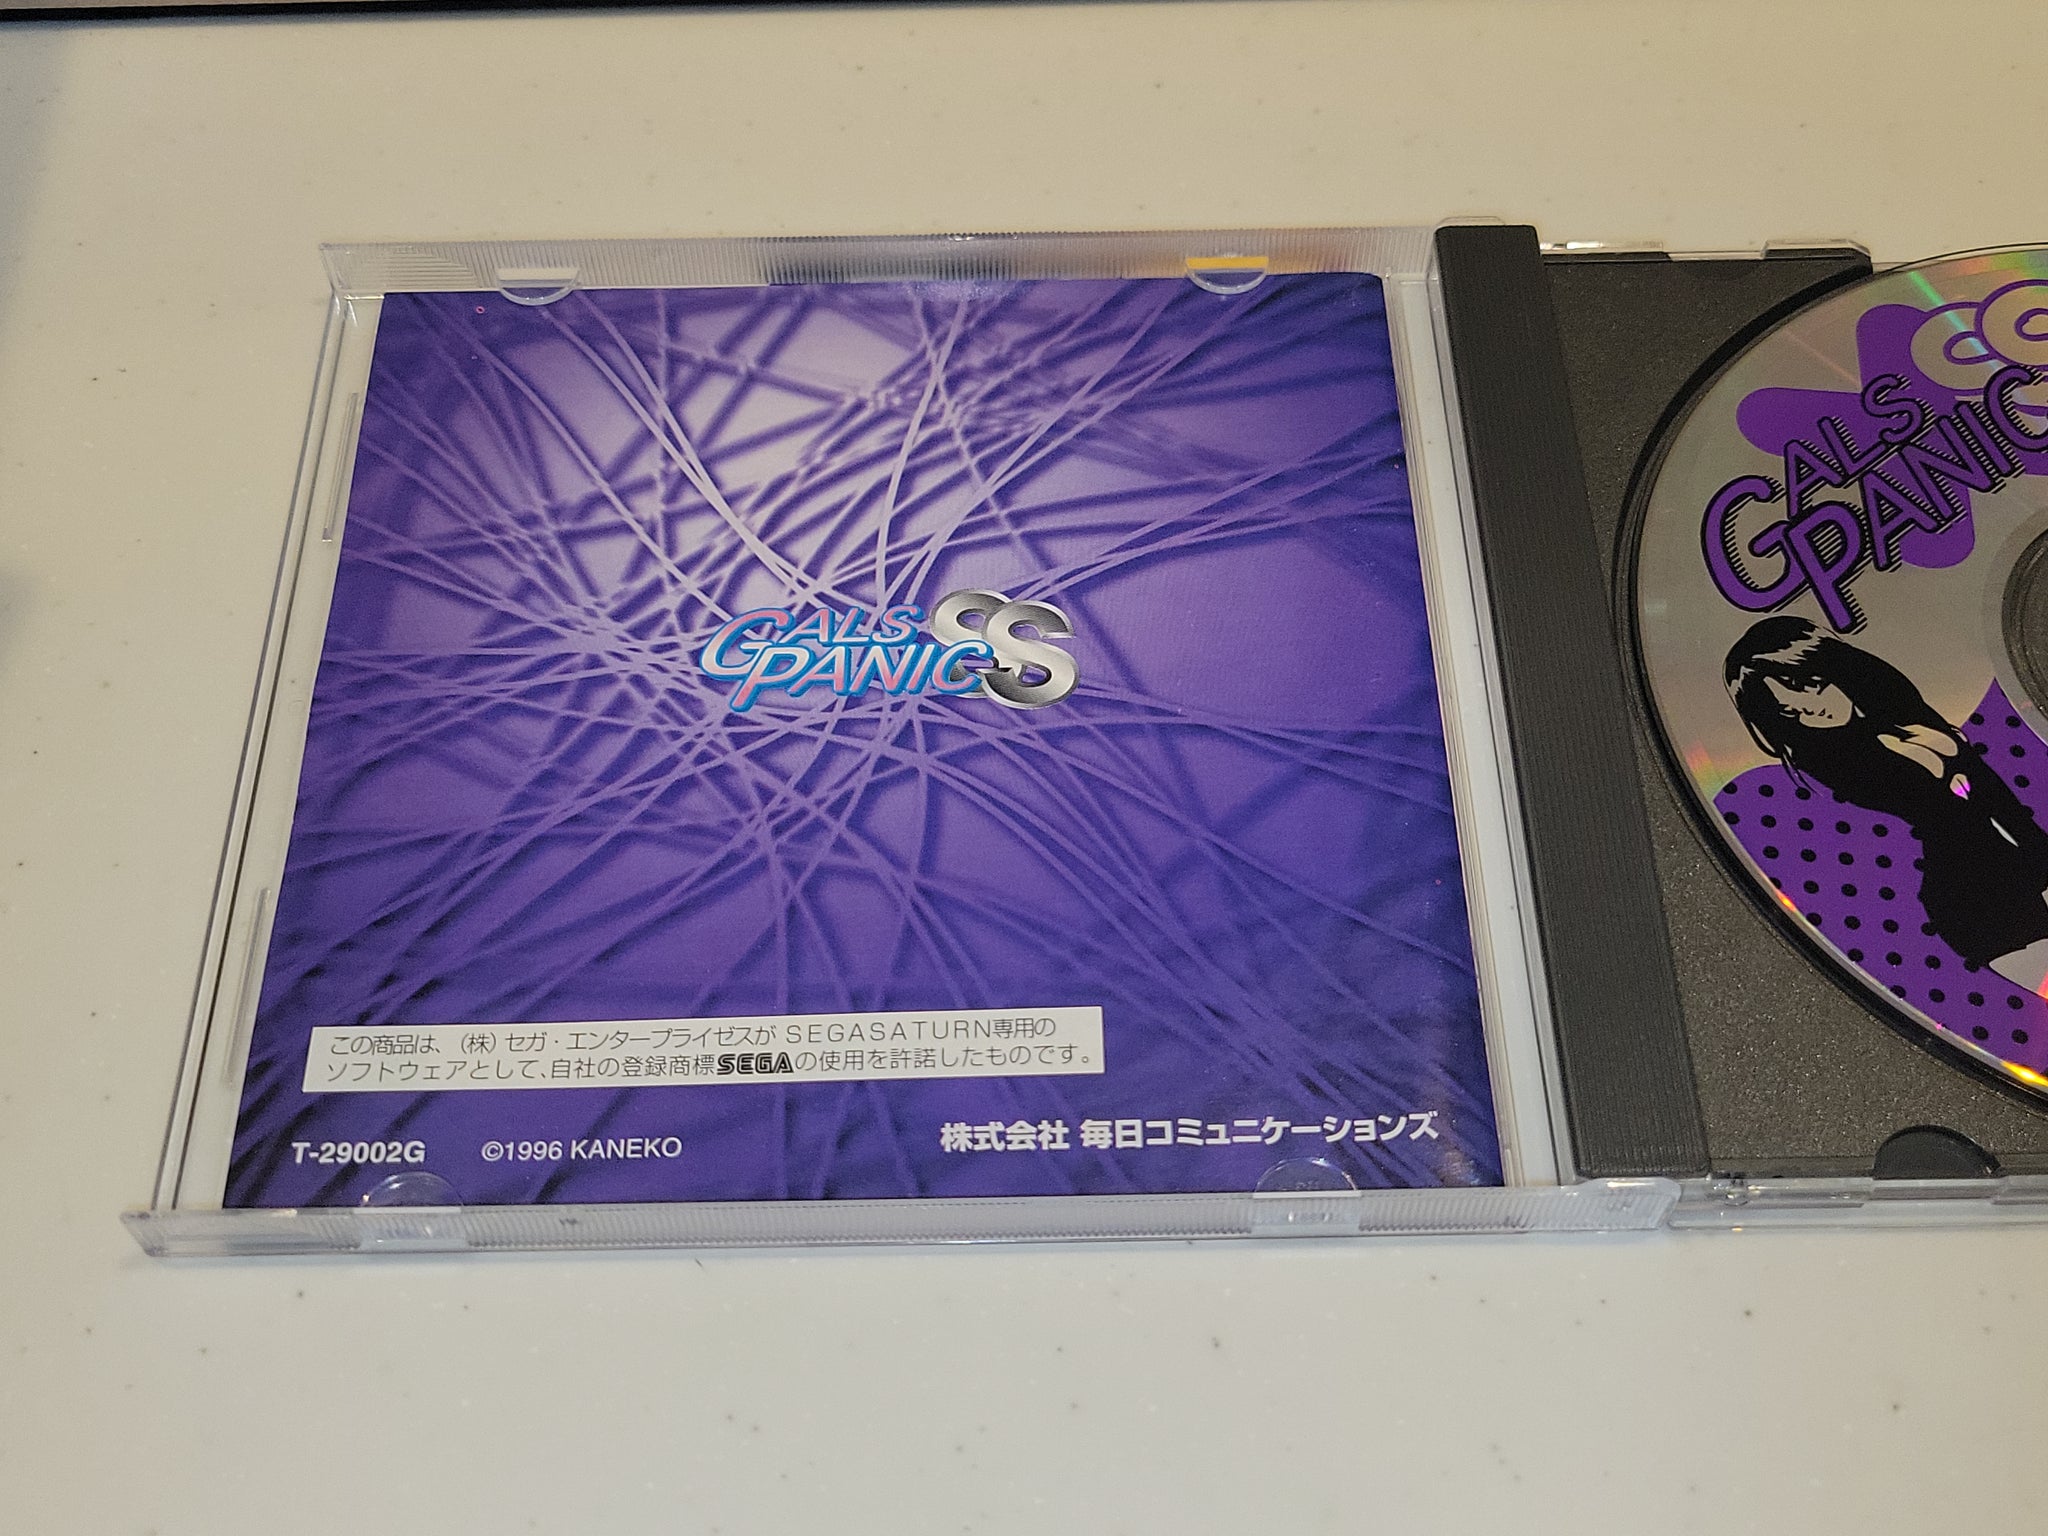 GALS
PANIC SS
この商品は、(株)セガ・エンタープライゼスがSEGASATURN専用の
ソフトウェアとして、自社の登録商標SEGAの使用を許諾したものです。
T-29002G ©1996 KANEKO 株式会社 毎日コミュニケーションズ
SS
GALS
PANIC